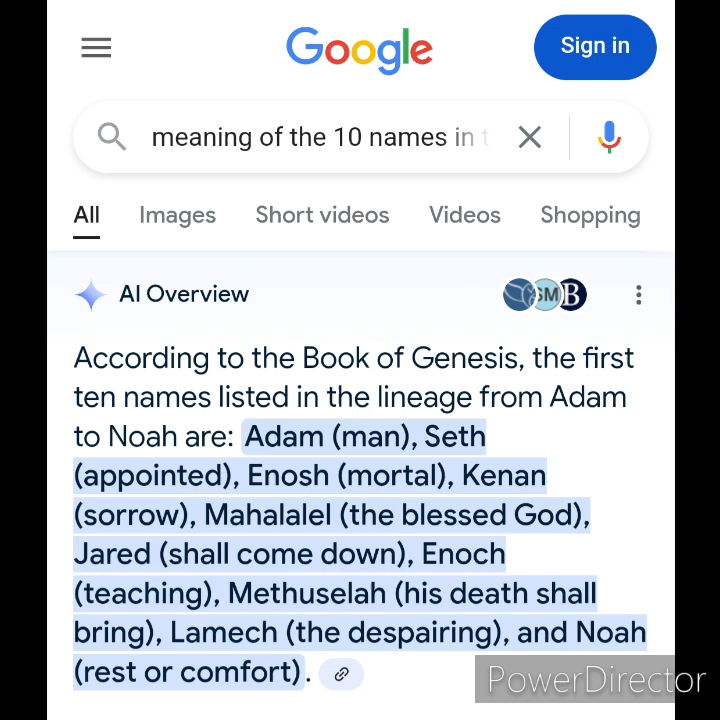 Google
Sign in
meaning of the 10 names in t
All Images Short videos Videos Shopping
AI Overview
SM B
According to the Book of Genesis, the first
ten names listed in the lineage from Adam
to Noah are: Adam (man), Seth
(appointed), Enosh (mortal), Kenan
(sorrow), Mahalalel (the blessed God),
Jared (shall come down), Enoch
(teaching), Methuselah (his death shall
bring), Lamech (the despairing), and Noah
(rest or comfort).
PowerDirector